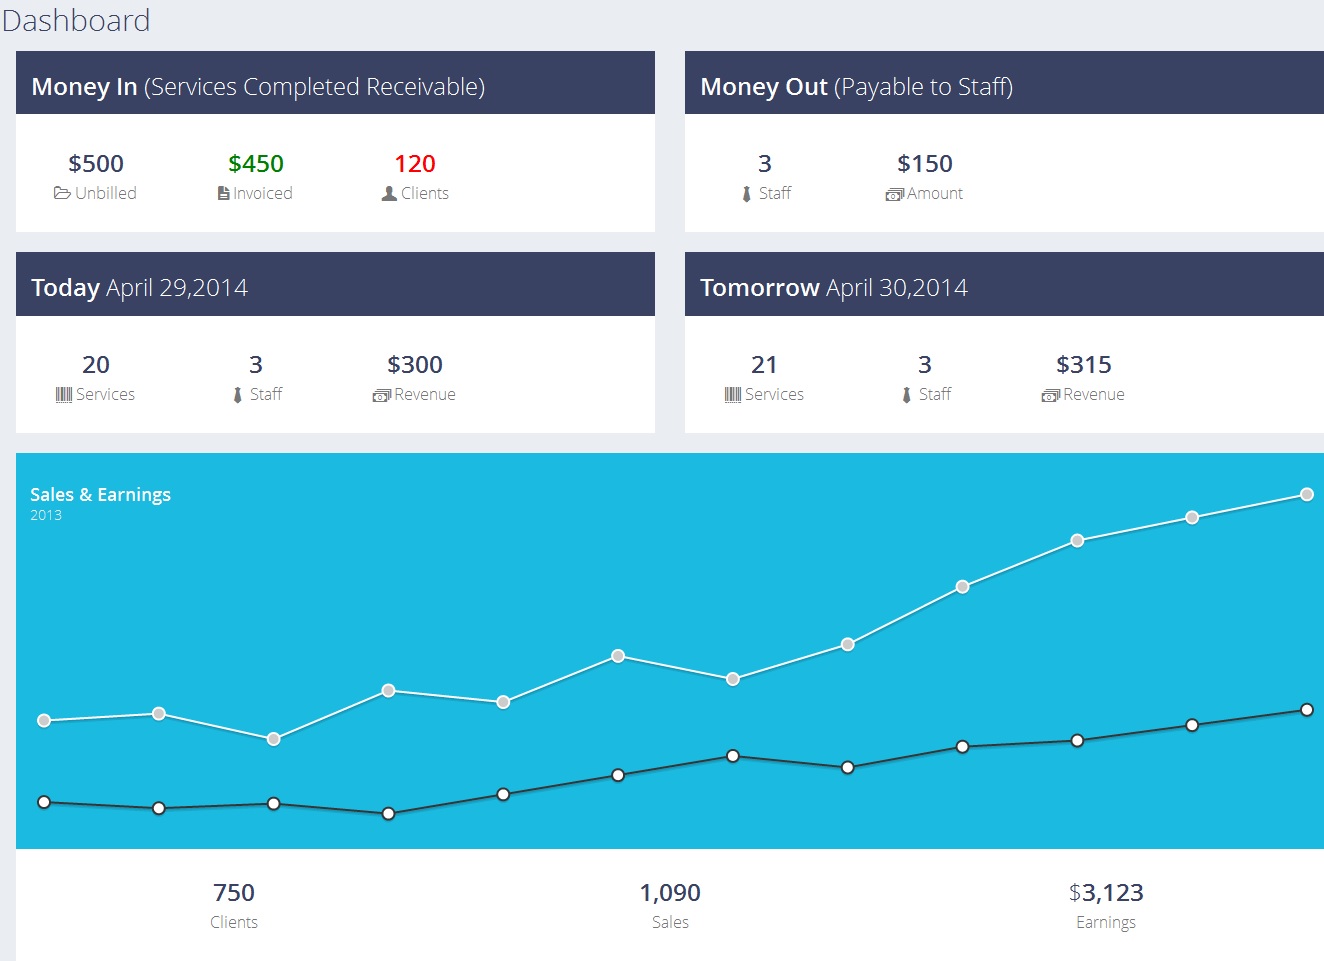 Dashboard
Money In (Services Completed Receivable)
$500
Unbilled
$450
Invoiced
120
Clients
Money Out (Payable to Staff)
3
Staff
$150
Amount
Today April 29,2014
20
Services
3
Staff
$300
Revenue
Tomorrow April 30,2014
21
Services
3
Staff
$315
Revenue
Sales & Earnings
2013
750
Clients
1,090
Sales
$3,123
Earnings